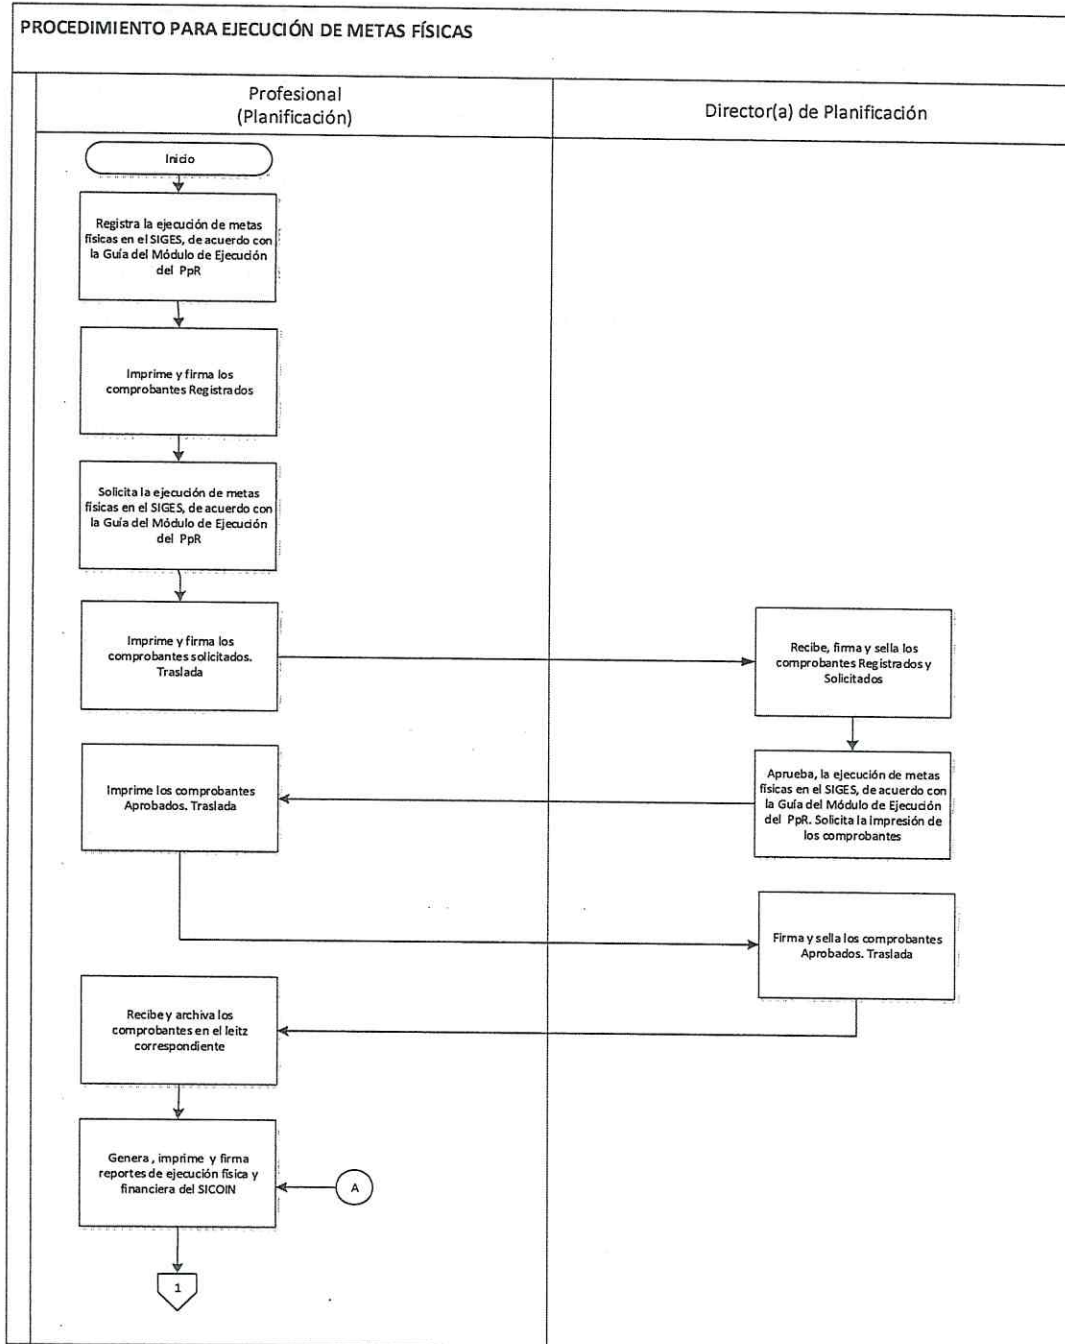 PROCEDIMIENTO PARA EJECUCIÓN DE METAS FÍSICAS
Profesional
(Planificación)
Director(a) de Planificación
Inicio
Registra la ejecución de metas
físicas en el SIGES, de acuerdo con
la Guía del Módulo de Ejecución
del PpR
Imprime y firma los
comprobantes Registrados
Solicita la ejecución de metas
físicas en el SIGES, de acuerdo con
la Guía del Módulo de Ejecución
del PpR
Imprime y firma los
comprobantes solicitados.
Traslada
Recibe, firma y sella los
comprobantes Registrados y
Solicitados
Aprueba, la ejecución de metas
físicas en el SIGES, de acuerdo con
la Guía del Módulo de Ejecución
del PpR. Solicita la impresión de
los comprobantes
Imprime los comprobantes
Aprobados. Traslada
Firma y sella los comprobantes
Aprobados. Traslada
Recibe y archiva los
comprobantes en el leitz
correspondiente
Genera , imprime y firma
reportes de ejecución física y
financiera del SICOIN
A
1